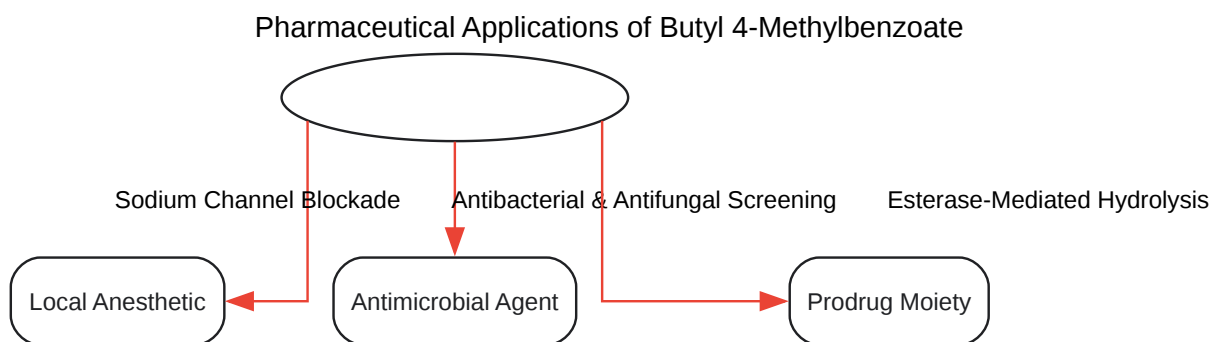 Pharmaceutical Applications of Butyl 4-Methylbenzoate
Sodium Channel Blockade
Antibacterial & Antifungal Screening
Esterase-Mediated Hydrolysis
Local Anesthetic
Antimicrobial Agent
Prodrug Moiety